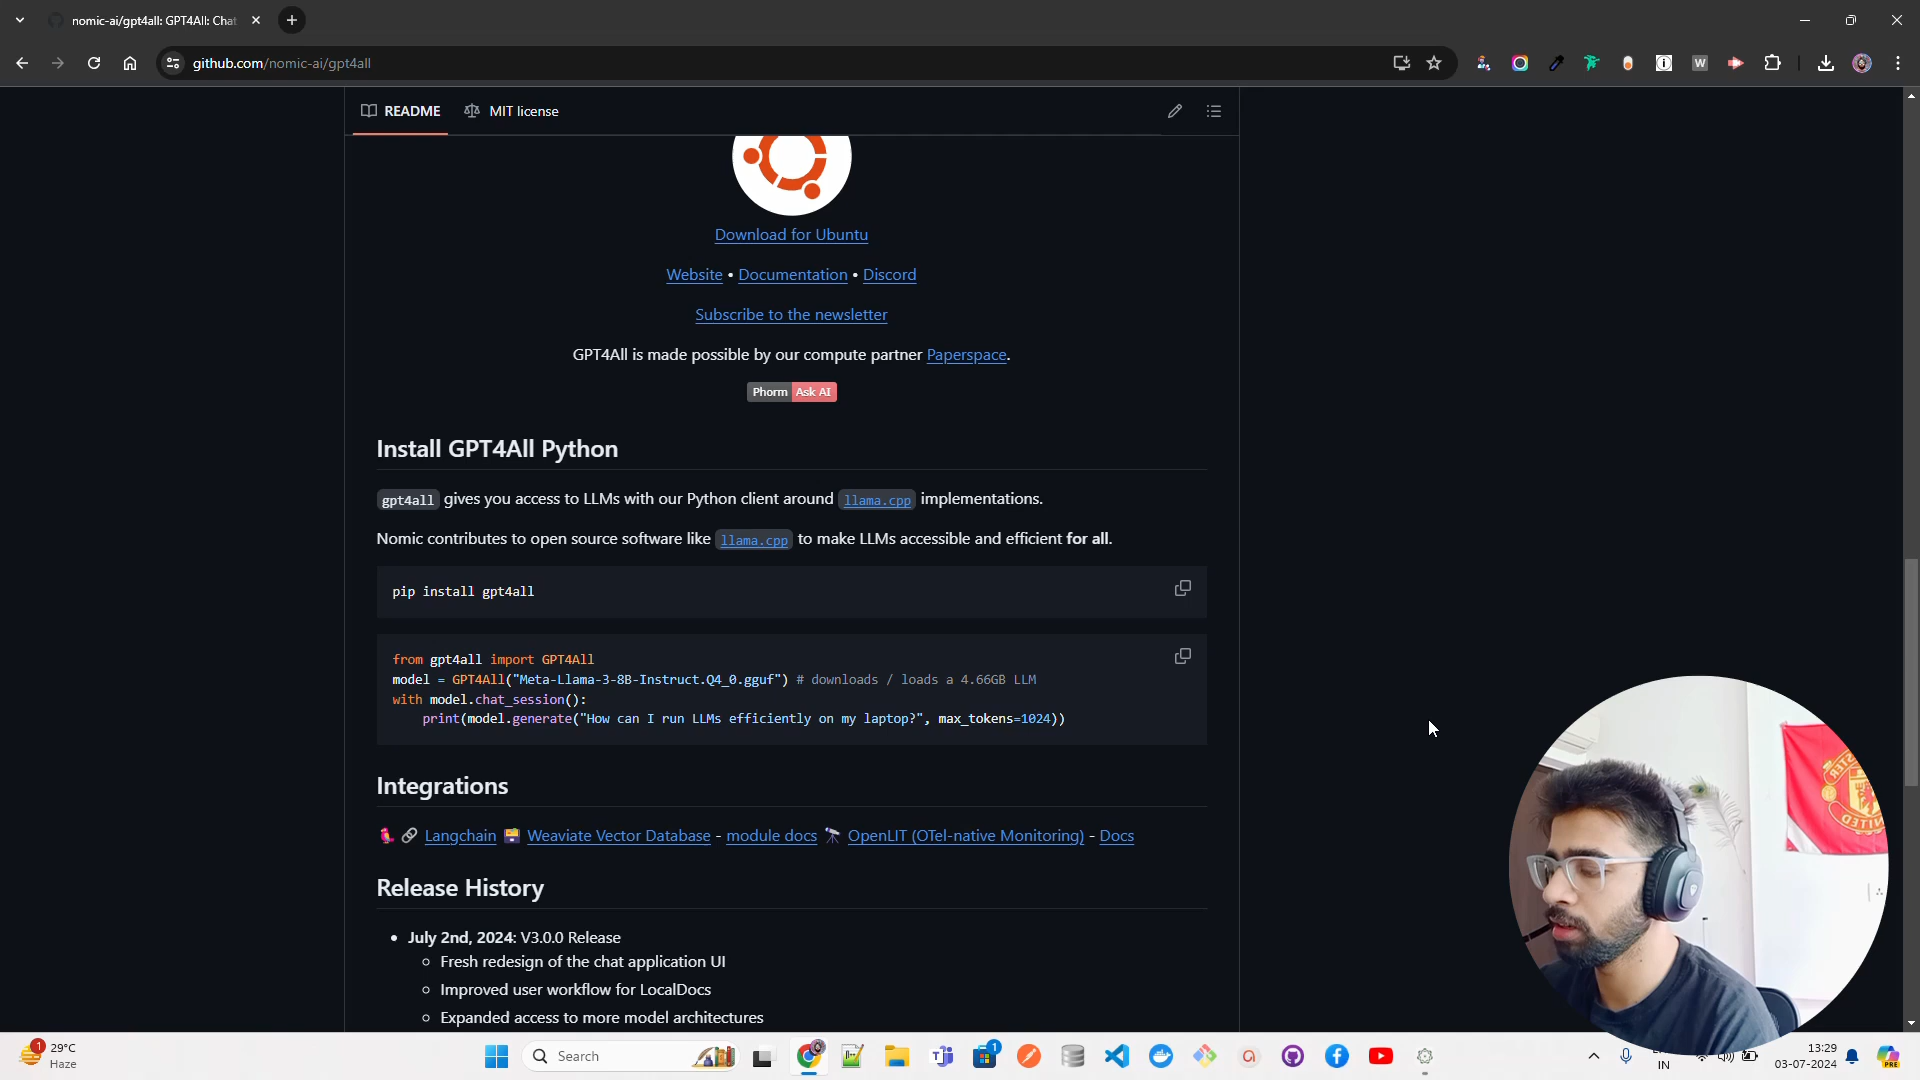 nomic-ai/gpt4all: GPT4All: Chat
github.com/nomic-ai/gpt4all
README
MIT license
Download for Ubuntu
Website • Documentation • Discord
Subscribe to the newsletter
GPT4All is made possible by our compute partner Paperspace.
Phorm Ask AI
Install GPT4All Python
gpt4all gives you access to LLMs with our Python client around llama.cpp implementations.
Nomic contributes to open source software like llama.cpp to make LLMs accessible and efficient for all.
pip install gpt4all
from gpt4all import GPT4All
model = GPT4All("Meta-Llama-3-8B-Instruct.Q4_0.gguf") # downloads / loads a 4.66GB LLM
with model.chat_session():
print(model.generate("How can I run LLMs efficiently on my laptop?", max_tokens=1024))
Integrations
Langchain Weaviate Vector Database - module docs OpenLIT (OTel-native Monitoring) - Docs
Release History
• July 2nd, 2024: V3.0.0 Release
○ Fresh redesign of the chat application UI
○ Improved user workflow for LocalDocs
○ Expanded access to more model architectures
UNITED
1
29°C
Haze
Search
1
IN
13:29
03-07-2024
PRE